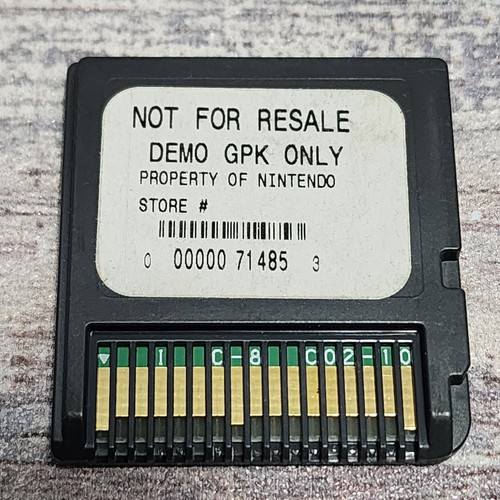 NOT FOR RESALE
DEMO GPK ONLY
PROPERTY OF NINTENDO
STORE #
0 00000 71485 3
I C-8 C02-10